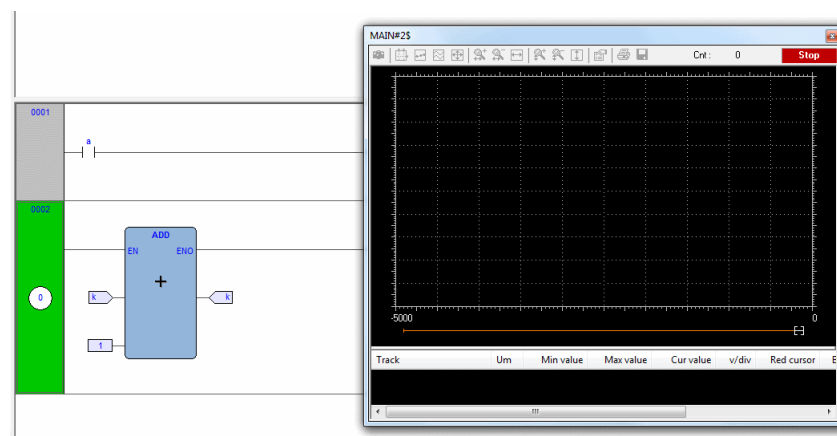 MAIN#2$
Cnt: 0 Stop
0001
a
0002
ADD
EN ENO
+
0 k k
1
-5000 0
Track Um Min value Max value Cur value v/div Red cursor